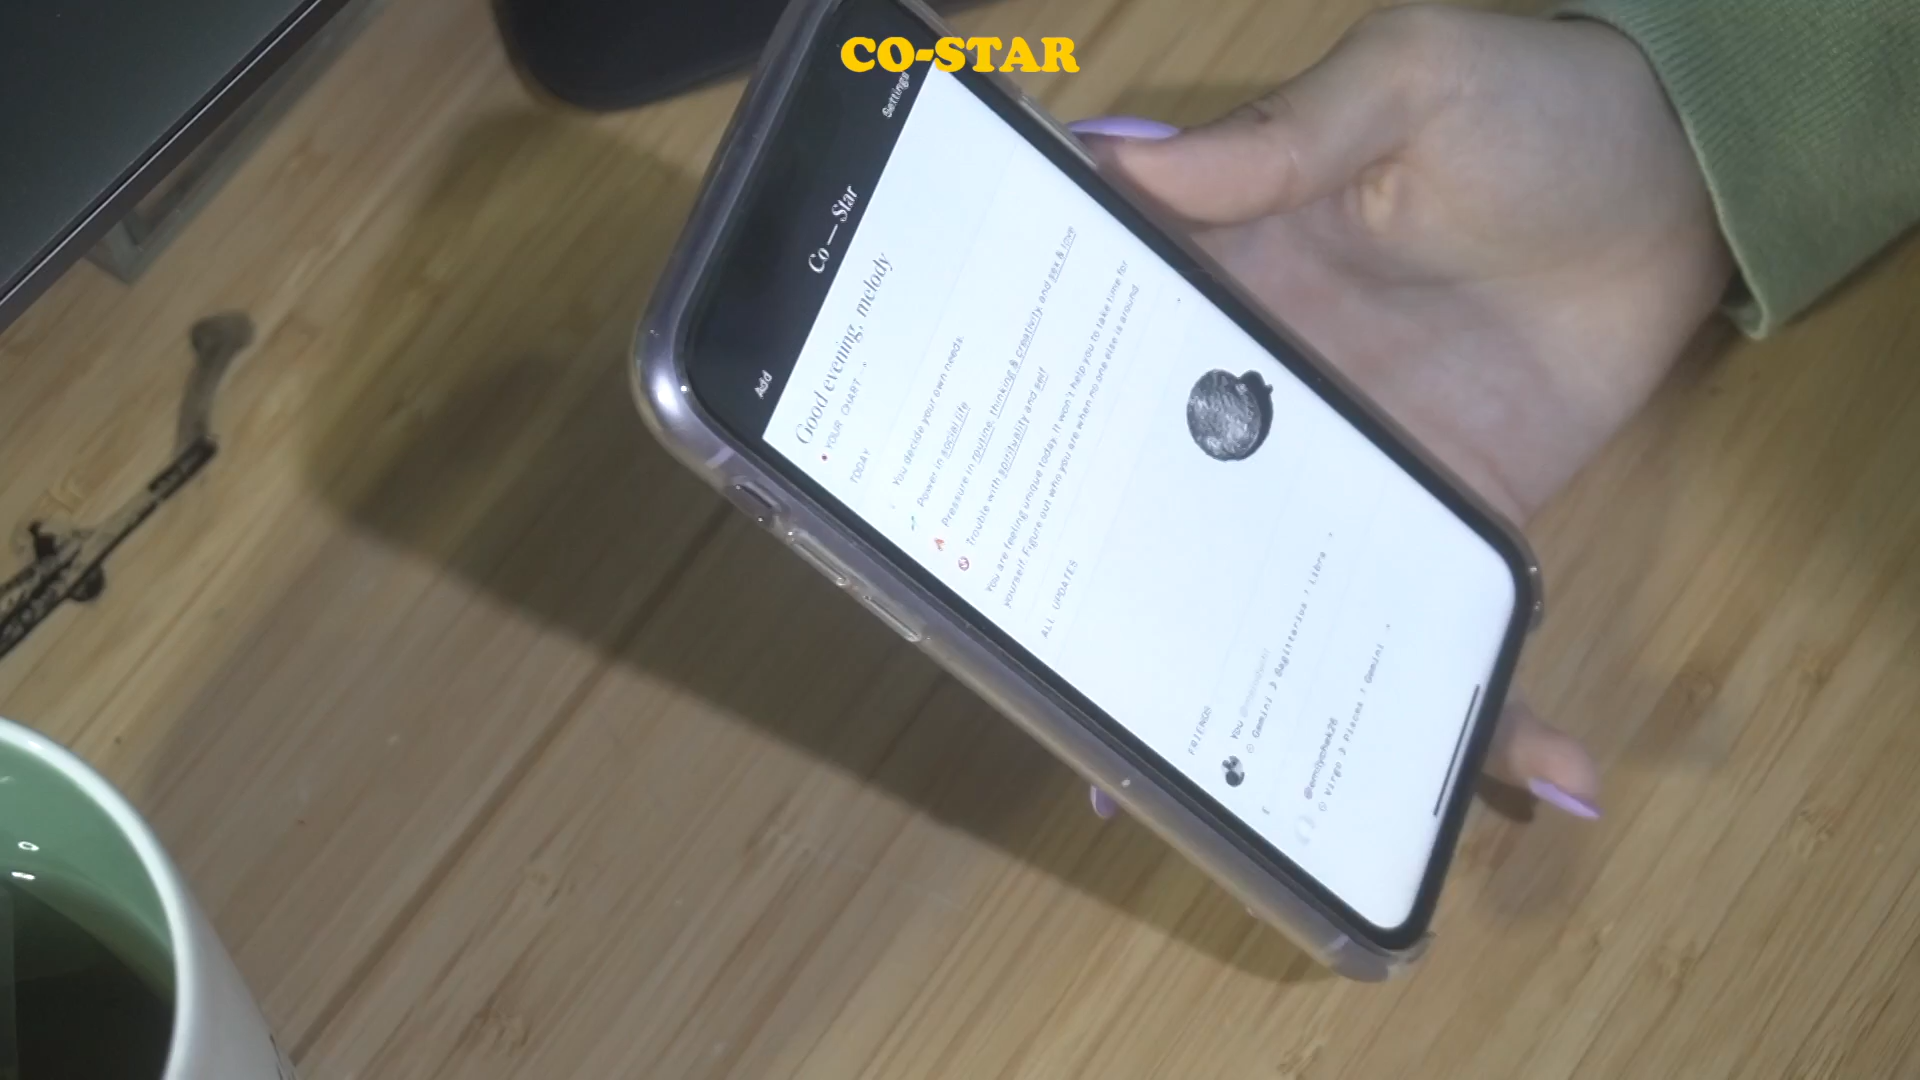 CO-STAR
Add
Co — Star
Settings
Good evening, melody
YOUR CHART
TODAY
You decide your own needs.
Power in social life
Pressure in routine, thinking & creativity, and sex & love
Trouble with spirituality and self
You are feeling unique today. It won't help you to take time for
yourself. Figure out who you are when no one else is around.
ALL UPDATES
FRIENDS
You
Gemini Sagittarius Libra
Virgo Pisces Gemini